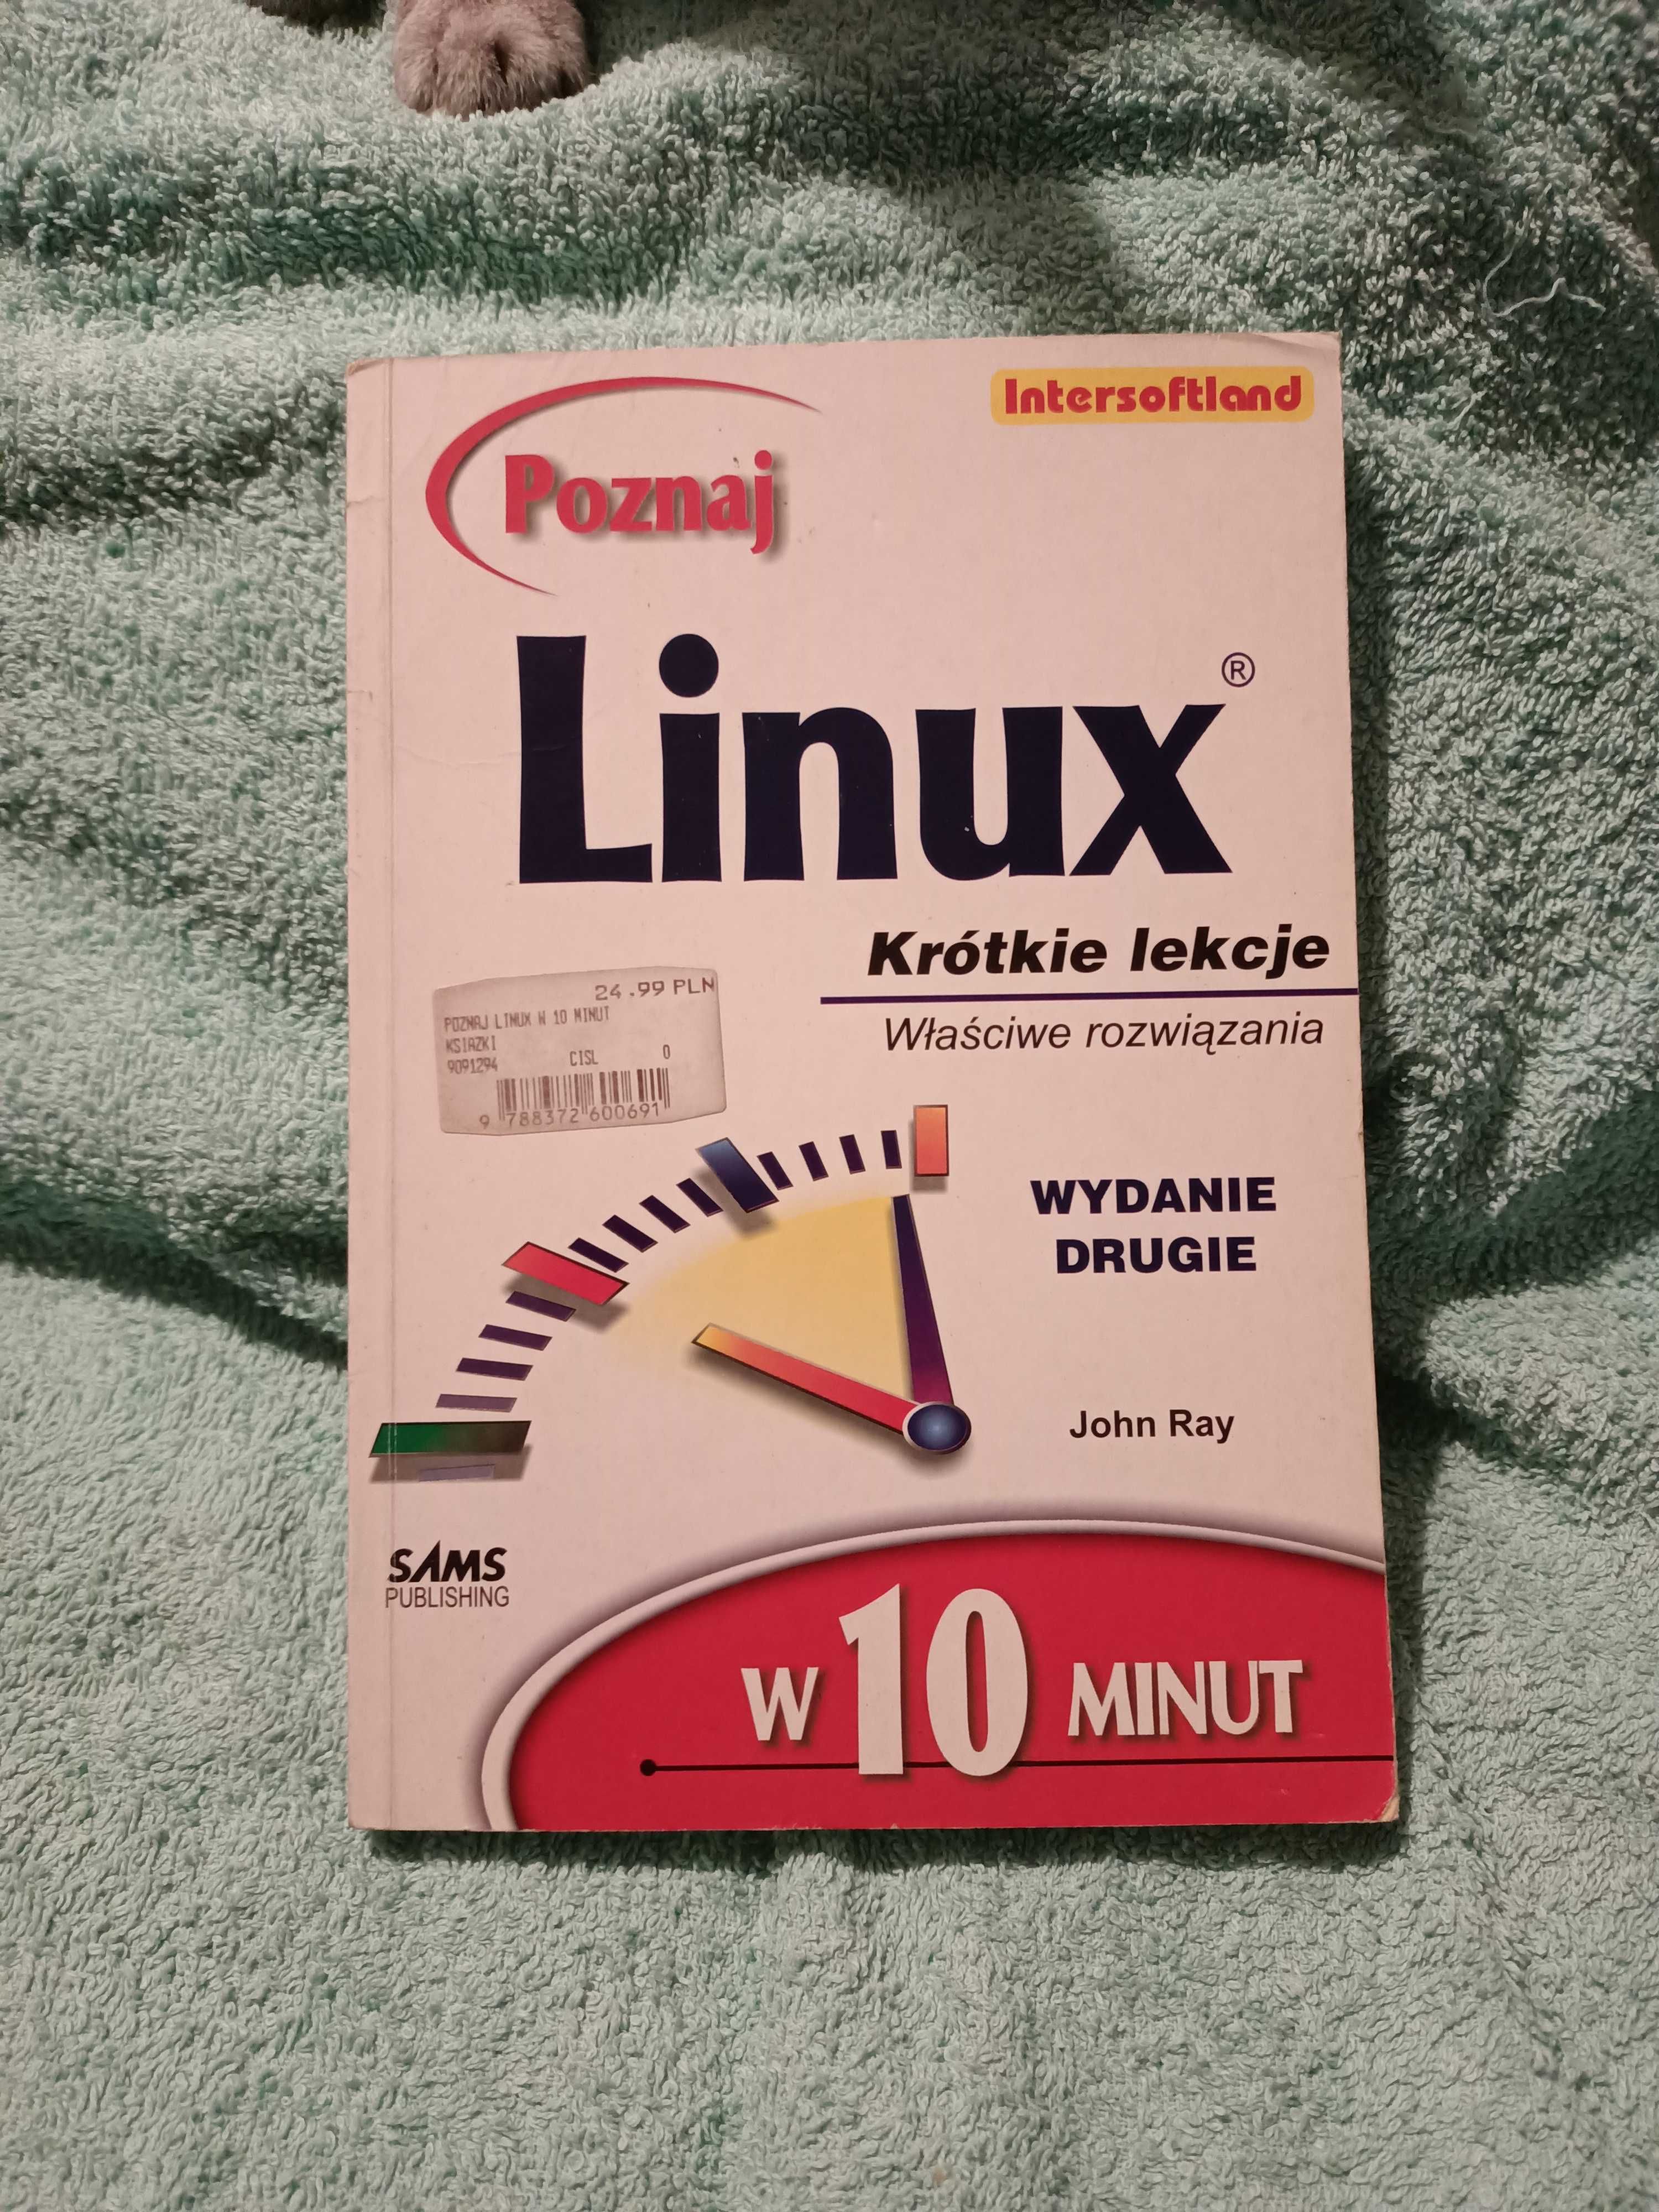 Intersoftland
Poznaj
Linux®
Krótkie lekcje
Właściwe rozwiązania
24.99 PLN
POZNAJ LINUX W 10 MINUT
KSIAZKI
9091294 CISL 0
9 788372 600691
WYDANIE
DRUGIE
John Ray
SAMS
PUBLISHING
W 10 MINUT